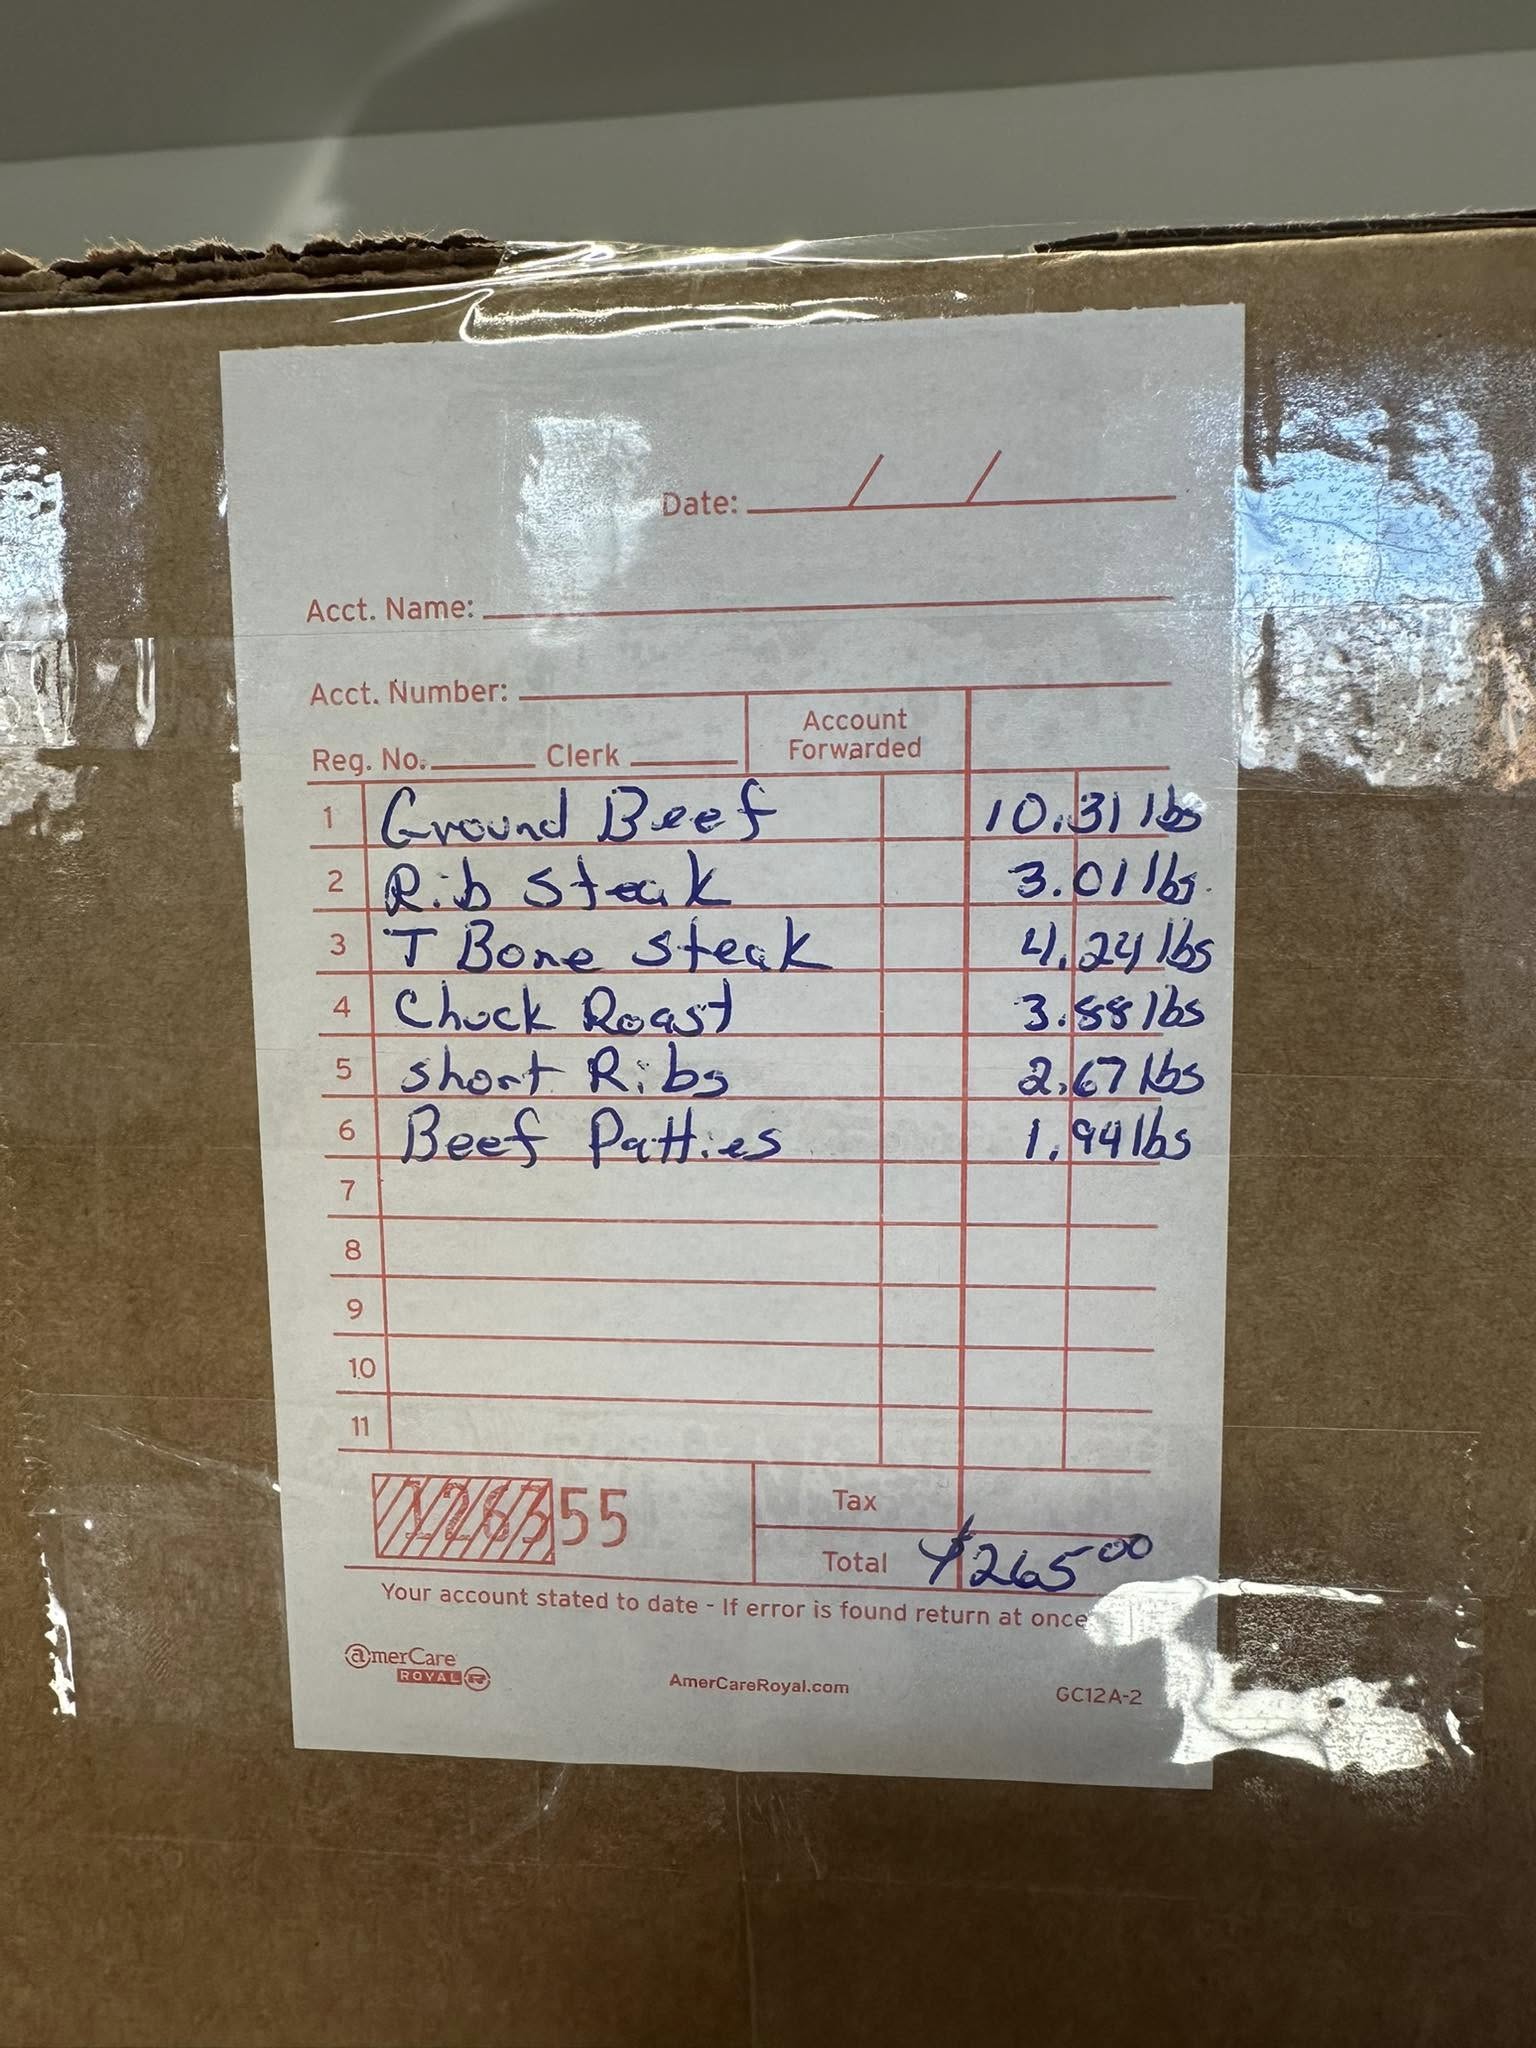 Date: / /
Acct. Name:
Acct. Number:
Reg. No. Clerk Account Forwarded
1 Ground Beef 10.31 lbs
2 Rib Steak 3.01 lbs
3 T Bone Steak 4.24 lbs
4 Chuck Roast 3.88 lbs
5 Short Ribs 2.67 lbs
6 Beef Patties 1.94 lbs
7
8
9
10
11
126355
Tax
Total $265 00
Your account stated to date - If error is found return at once
amerCare
ROYAL R
AmerCareRoyal.com
GC12A-2